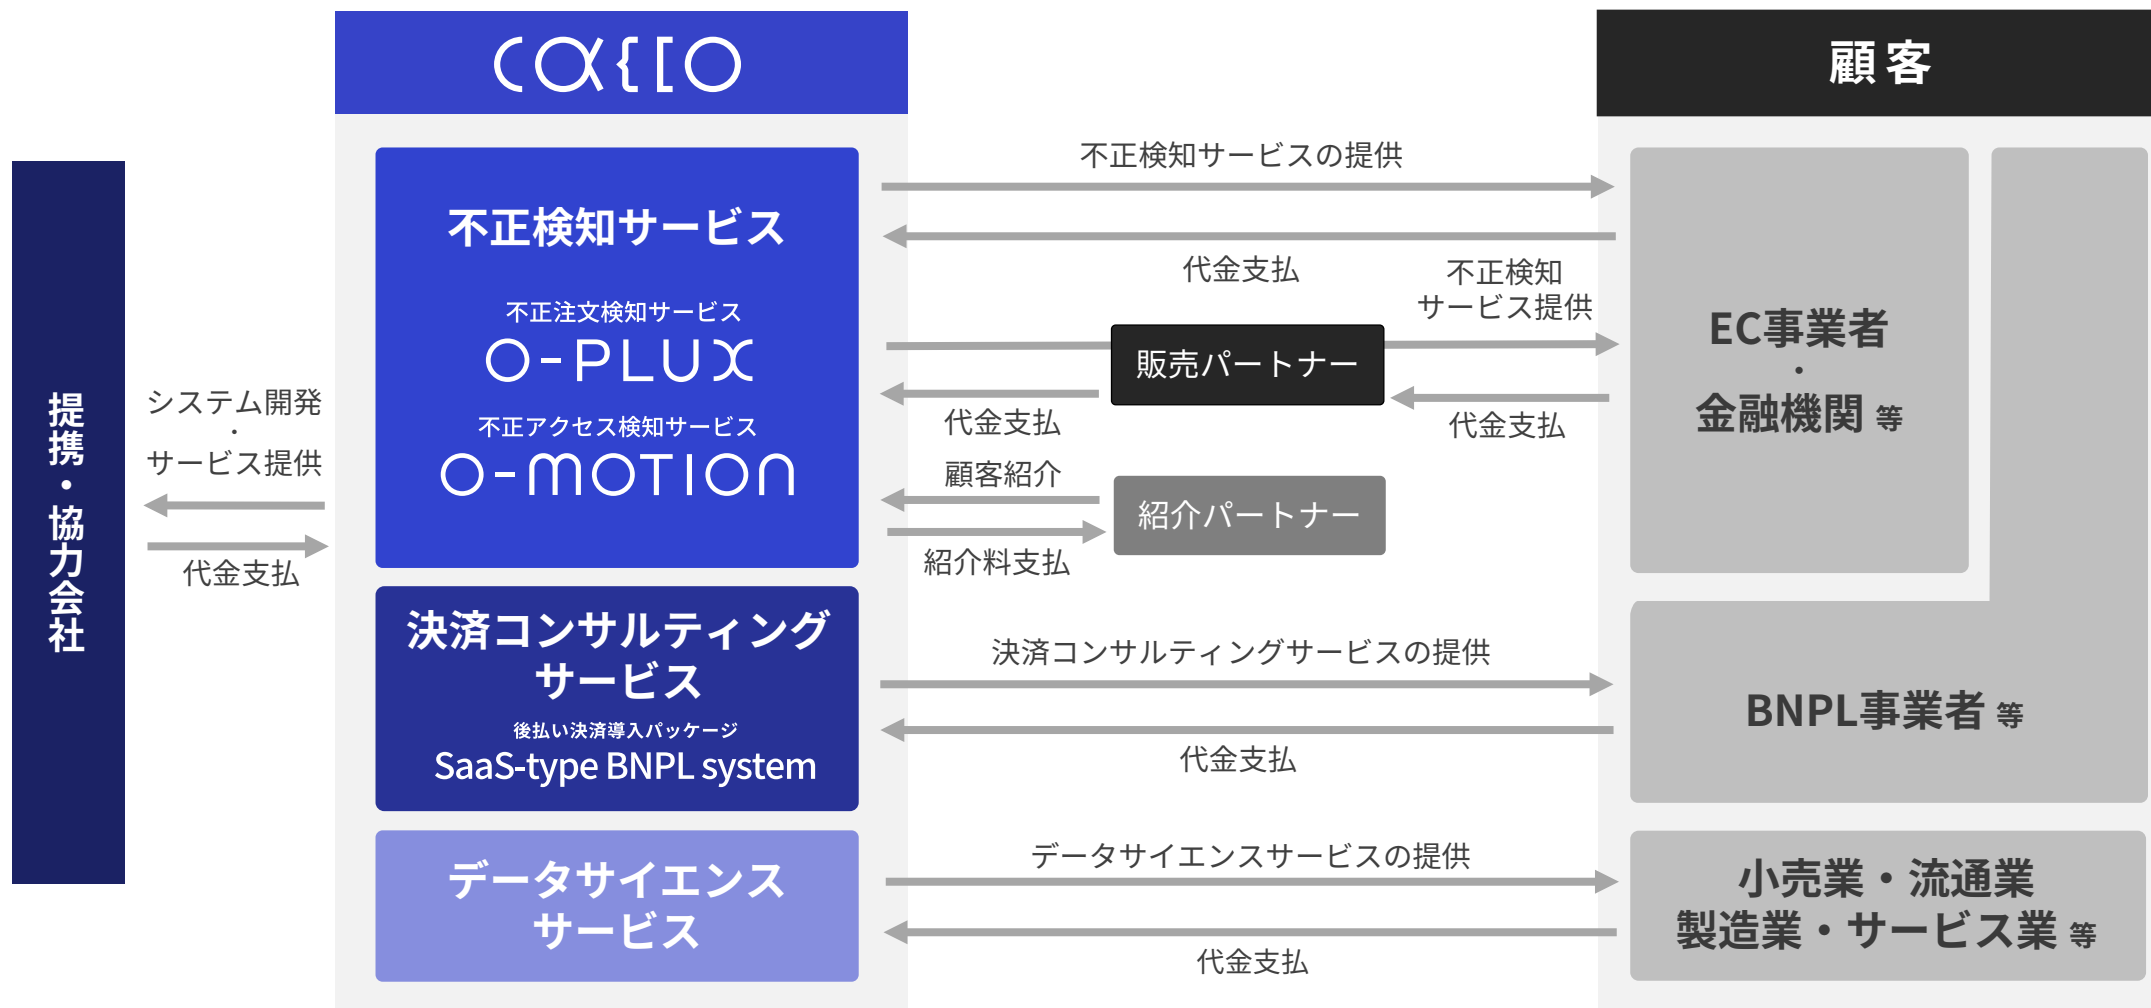 cacco
顧客
提携・協力会社
システム開発
・
サービス提供
代金支払
不正検知サービス
不正注文検知サービス
O-PLUX
不正アクセス検知サービス
O-MOTION
決済コンサルティング
サービス
後払い決済導入パッケージ
SaaS-type BNPL system
データサイエンス
サービス
不正検知サービスの提供
代金支払
不正検知
サービス提供
販売パートナー
代金支払
代金支払
顧客紹介
紹介パートナー
紹介料支払
決済コンサルティングサービスの提供
代金支払
データサイエンスサービスの提供
代金支払
EC事業者
・
金融機関 等
BNPL事業者 等
小売業・流通業
製造業・サービス業 等